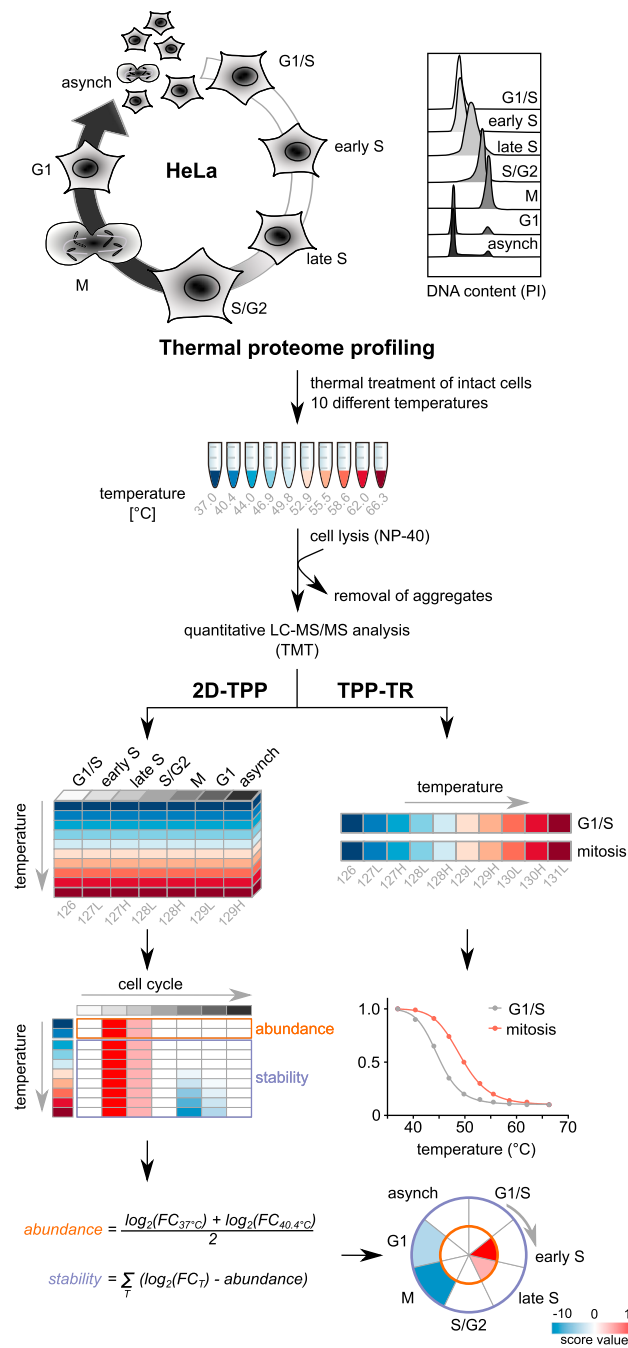 asynch
G1/S
early S
late S
S/G2
M
G1
HeLa
G1/S
early S
late S
S/G2
M
G1
asynch
DNA content (PI)
Thermal proteome profiling
thermal treatment of intact cells
10 different temperatures
temperature
[°C]
37.0
40.4
44.0
46.9
49.8
52.9
55.5
58.6
62.0
66.3
cell lysis (NP-40)
removal of aggregates
quantitative LC-MS/MS analysis
(TMT)
2D-TPP
TPP-TR
G1/S
early S
late S
S/G2
M
G1
asynch
temperature
126
127L
127H
128L
128H
129L
129H
temperature
G1/S
mitosis
126
127L
127H
128L
128H
129L
129H
130L
130H
131L
cell cycle
temperature
abundance
stability
1.0
0.5
0
G1/S
mitosis
40
50
60
70
temperature (°C)
abundance = log2(FC37°C) + log2(FC40.4°C)
2
stability = Σ (log2(FCT) - abundance)
T
asynch
G1/S
early S
late S
S/G2
M
G1
-10
0
1
score value